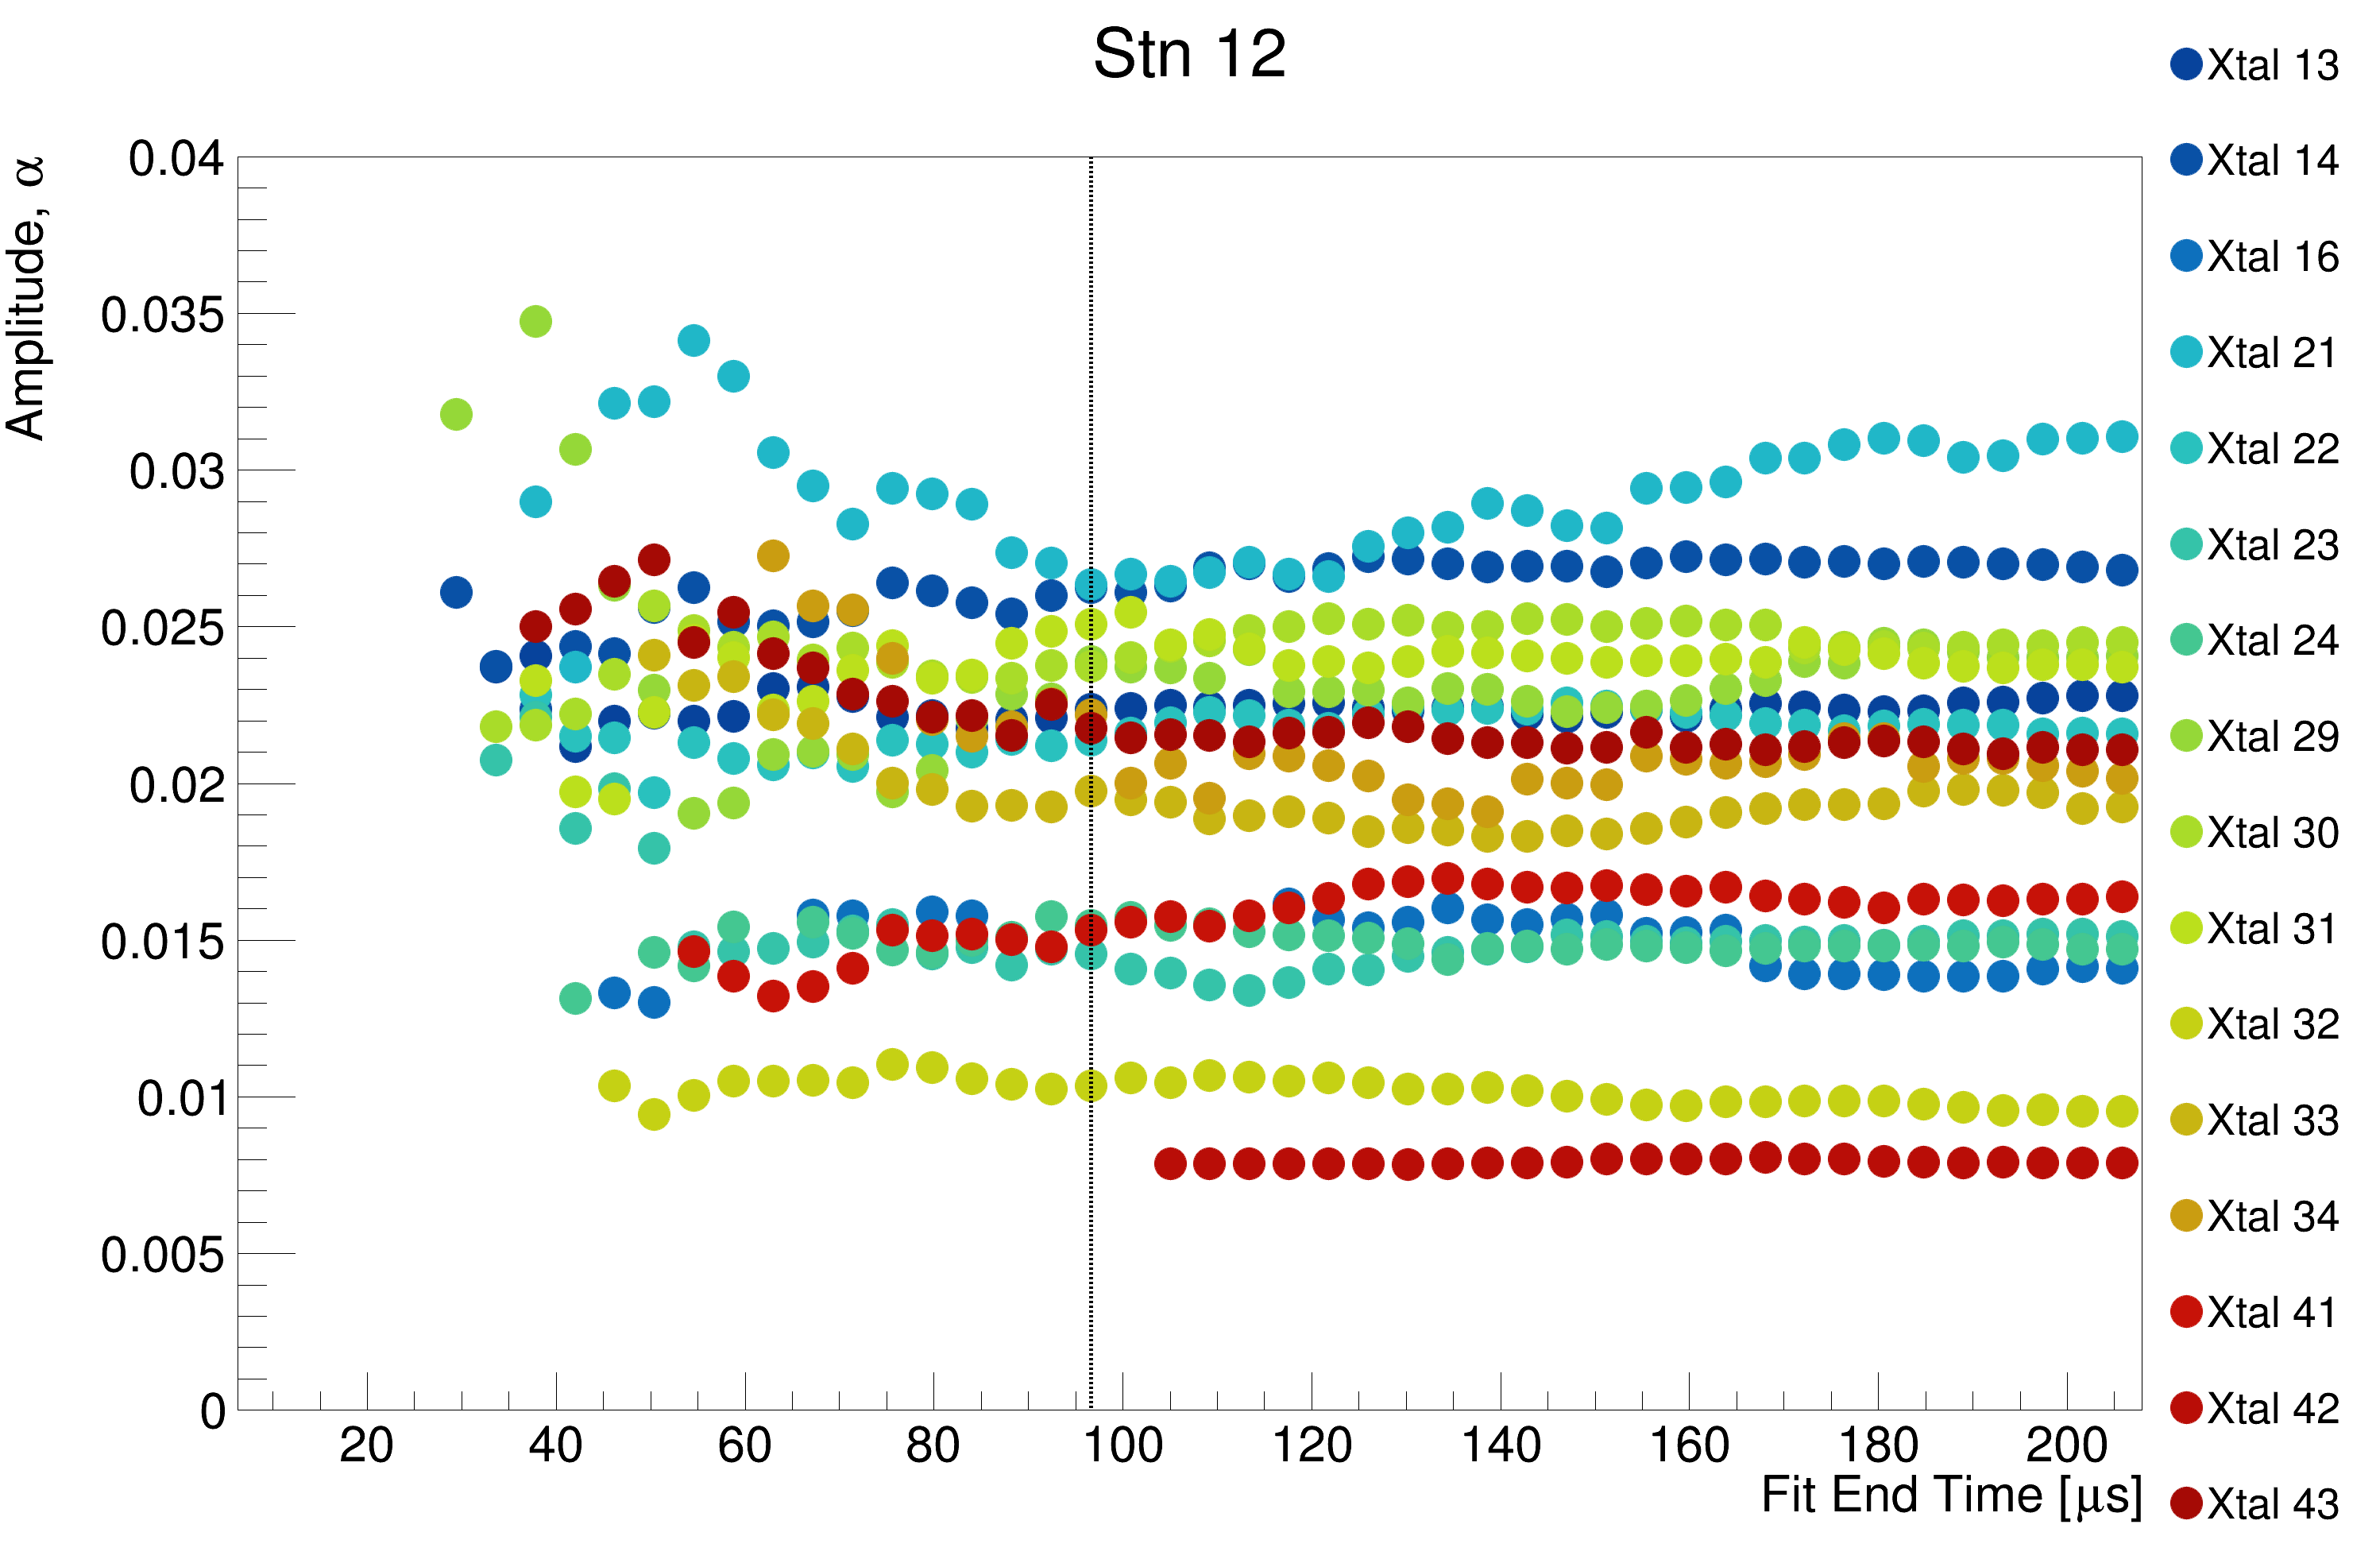 Stn 12
Amplitude, α
0.04
0.035
0.03
0.025
0.02
0.015
0.01
0.005
0
20 40 60 80 100 120 140 160 180 200
Fit End Time [μs]
Xtal 13
Xtal 14
Xtal 16
Xtal 21
Xtal 22
Xtal 23
Xtal 24
Xtal 29
Xtal 30
Xtal 31
Xtal 32
Xtal 33
Xtal 34
Xtal 41
Xtal 42
Xtal 43